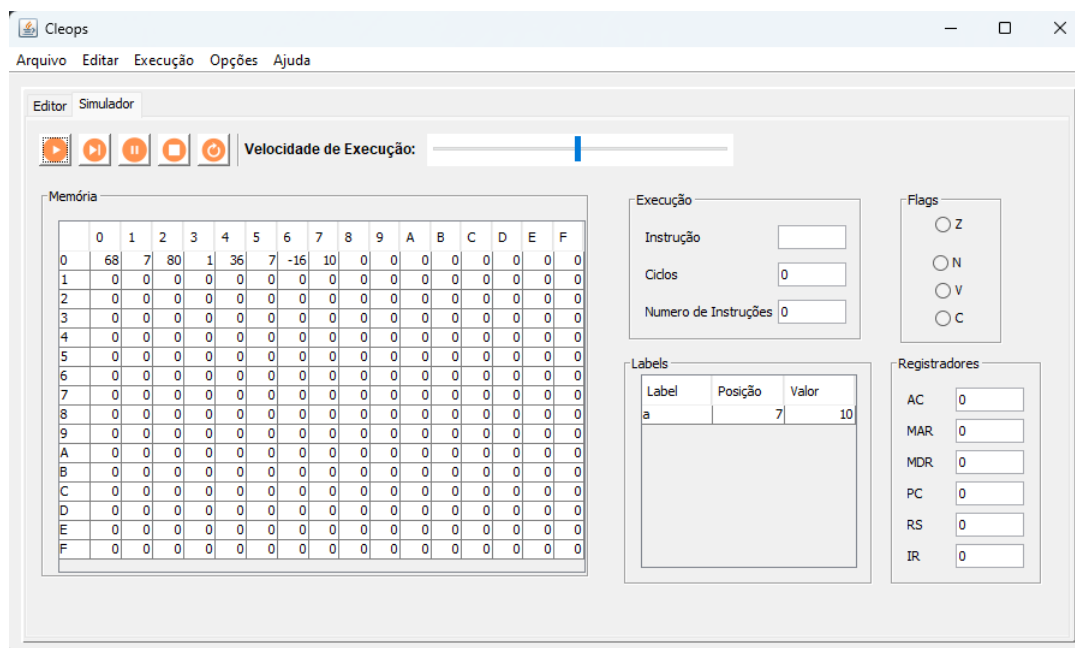 Cleops
Arquivo Editar Execução Opções Ajuda
Editor Simulador
Velocidade de Execução:
Memória
0 1 2 3 4 5 6 7 8 9 A B C D E F
0 68 7 80 1 36 7 -16 10 0 0 0 0 0 0 0 0
1 0 0 0 0 0 0 0 0 0 0 0 0 0 0 0 0
2 0 0 0 0 0 0 0 0 0 0 0 0 0 0 0 0
3 0 0 0 0 0 0 0 0 0 0 0 0 0 0 0 0
4 0 0 0 0 0 0 0 0 0 0 0 0 0 0 0 0
5 0 0 0 0 0 0 0 0 0 0 0 0 0 0 0 0
6 0 0 0 0 0 0 0 0 0 0 0 0 0 0 0 0
7 0 0 0 0 0 0 0 0 0 0 0 0 0 0 0 0
8 0 0 0 0 0 0 0 0 0 0 0 0 0 0 0 0
9 0 0 0 0 0 0 0 0 0 0 0 0 0 0 0 0
A 0 0 0 0 0 0 0 0 0 0 0 0 0 0 0 0
B 0 0 0 0 0 0 0 0 0 0 0 0 0 0 0 0
C 0 0 0 0 0 0 0 0 0 0 0 0 0 0 0 0
D 0 0 0 0 0 0 0 0 0 0 0 0 0 0 0 0
E 0 0 0 0 0 0 0 0 0 0 0 0 0 0 0 0
F 0 0 0 0 0 0 0 0 0 0 0 0 0 0 0 0
Execução
Instrução
Ciclos 0
Numero de Instruções 0
Flags
Z
N
V
C
Labels
Label Posição Valor
a 7 10
Registradores
AC 0
MAR 0
MDR 0
PC 0
RS 0
IR 0